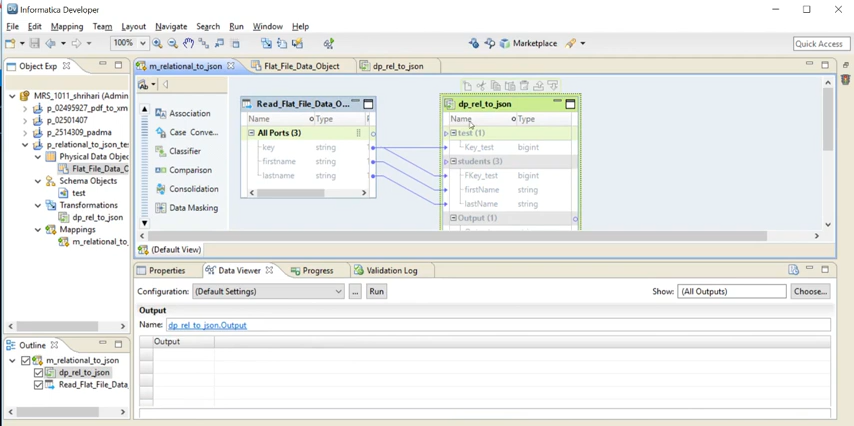 Informatica Developer
File Edit Mapping Team Layout Navigate Search Run Window Help
100% Marketplace Quick Access
Object Exp
MRS_1011_shrihari (Adminin
p_02495927_pdf_to_xm
p_02501407
p_2514309_padma
p_relational_to_json_tes
Physical Data Objec
Flat_File_Data_C
Schema Objects
test
Transformations
dp_rel_to_json
Mappings
m_relational_to_
m_relational_to_json Flat_File_Data_Object dp_rel_to_json
Ab
Association
Case Conve...
Classifier
Comparison
Consolidation
Data Masking
Read_Flat_File_Data_O...
Name Type
All Ports (3)
key string
firstname string
lastname string
dp_rel_to_json
Name Type
test (1)
Key_test bigint
students (3)
FKey_test bigint
firstName string
lastName string
Output (1)
(Default View)
Properties Data Viewer Progress Validation Log
Configuration: (Default Settings) ... Run Show: (All Outputs) Choose...
Output
Name: dp_rel_to_json.Output
Output
Outline
m_relational_to_json
dp_rel_to_json
Read_Flat_File_Data_